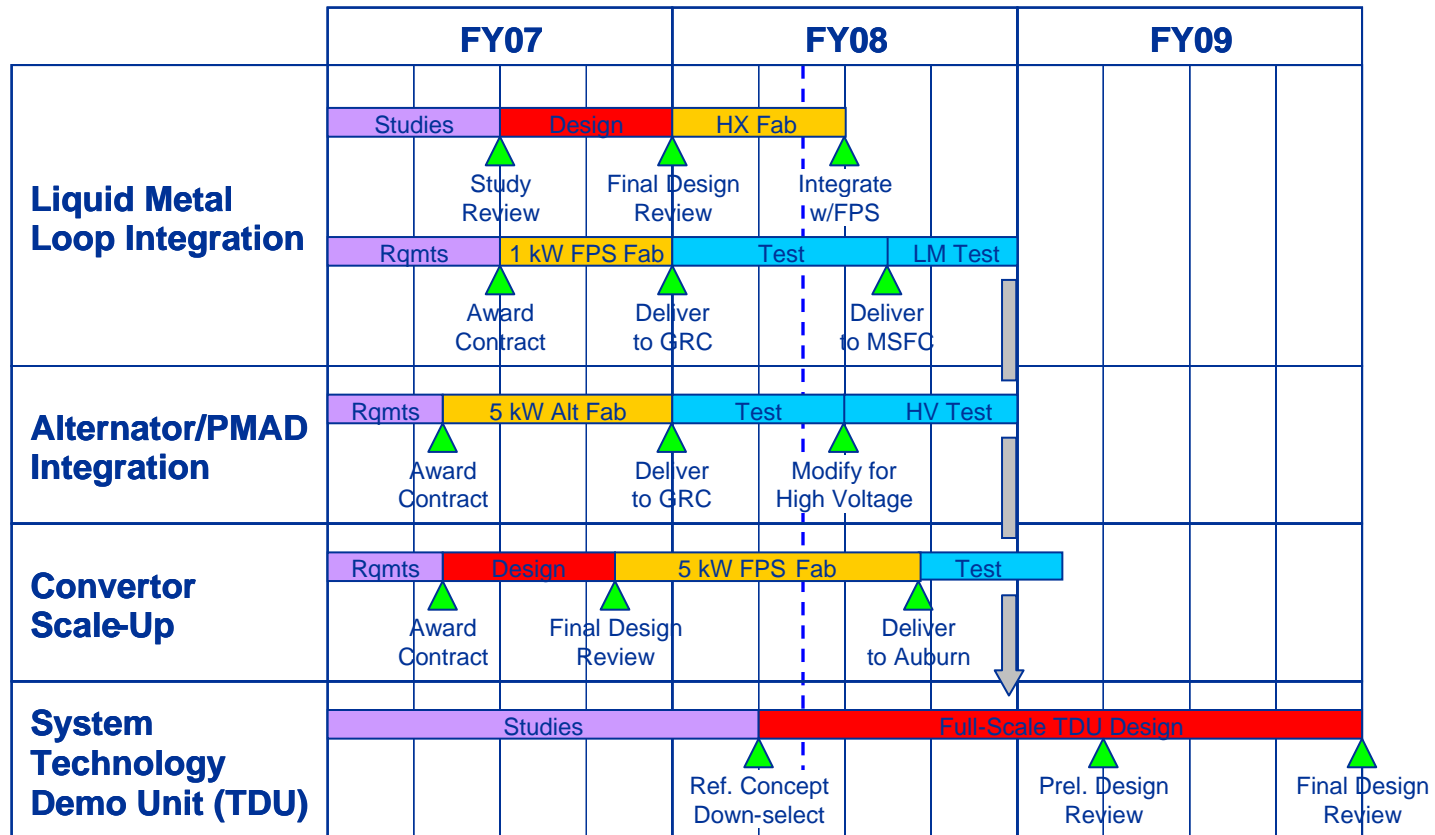 FY07 FY08 FY09
Liquid Metal
Loop Integration
Studies Design HX Fab
Study
Review
Final Design
Review
Integrate
w/FPS
Rqmts 1 kW FPS Fab Test LM Test
Award
Contract
Deliver
to GRC
Deliver
to MSFC
Alternator/PMAD
Integration
Rqmts 5 kW Alt Fab Test HV Test
Award
Contract
Deliver
to GRC
Modify for
High Voltage
Convertor
Scale-Up
Rqmts Design 5 kW FPS Fab Test
Award
Contract
Final Design
Review
Deliver
to Auburn
System
Technology
Demo Unit (TDU)
Studies Full-Scale TDU Design
Ref. Concept
Down-select
Prel. Design
Review
Final Design
Review